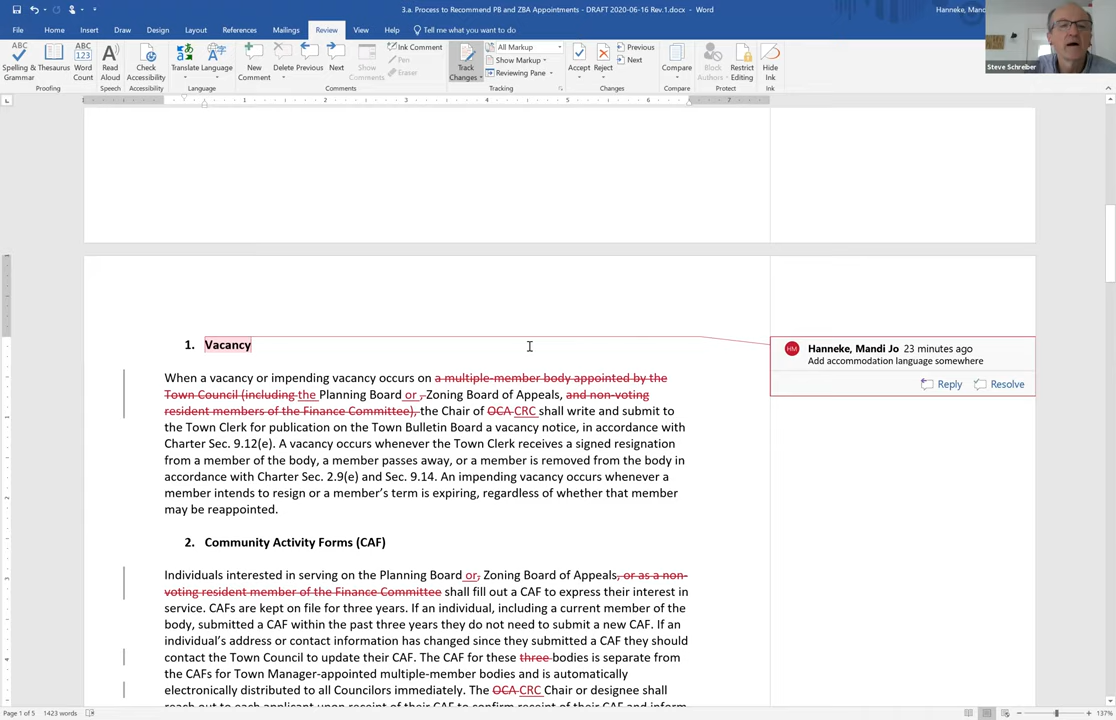 3.a. Process to Recommend PB and ZBA Appointments - DRAFT 2020-06-16 Rev.1.docx - Word
Hanneke, Mand
File Home Insert Draw Design Layout References Mailings Review View Help Tell me what you want to do
Steve Schreber
Spelling & Grammar Thesaurus Word Count Read Aloud Check Accessibility Translate Language New Comment Delete Previous Next Show Comments Ink Comment Pen Eraser Track Changes All Markup Show Markup Reviewing Pane Accept Reject Previous Next Compare Block Authors Restrict Editing Hide Ink
Proofing Speech Accessibility Language Comments Tracking Changes Compare Protect Ink
1. Vacancy
Hanneke, Mandi Jo 23 minutes ago
Add accommodation language somewhere
Reply Resolve
When a vacancy or impending vacancy occurs on a multiple-member body appointed by the
Town Council (including the Planning Board or , Zoning Board of Appeals, and non-voting
resident members of the Finance Committee), the Chair of OCA CRC shall write and submit to
the Town Clerk for publication on the Town Bulletin Board a vacancy notice, in accordance with
Charter Sec. 9.12(e). A vacancy occurs whenever the Town Clerk receives a signed resignation
from a member of the body, a member passes away, or a member is removed from the body in
accordance with Charter Sec. 2.9(e) and Sec. 9.14. An impending vacancy occurs whenever a
member intends to resign or a member's term is expiring, regardless of whether that member
may be reappointed.
2. Community Activity Forms (CAF)
Individuals interested in serving on the Planning Board or, Zoning Board of Appeals, or as a non-
voting resident member of the Finance Committee shall fill out a CAF to express their interest in
service. CAFs are kept on file for three years. If an individual, including a current member of the
body, submitted a CAF within the past three years they do not need to submit a new CAF. If an
individual's address or contact information has changed since they submitted a CAF they should
contact the Town Council to update their CAF. The CAF for these three bodies is separate from
the CAFs for Town Manager-appointed multiple-member bodies and is automatically
electronically distributed to all Councilors immediately. The OCA CRC Chair or designee shall
reach out to each applicant upon receipt of their CAF to confirm receipt of their CAF and inform
Page 1 of 5 1423 words 137%